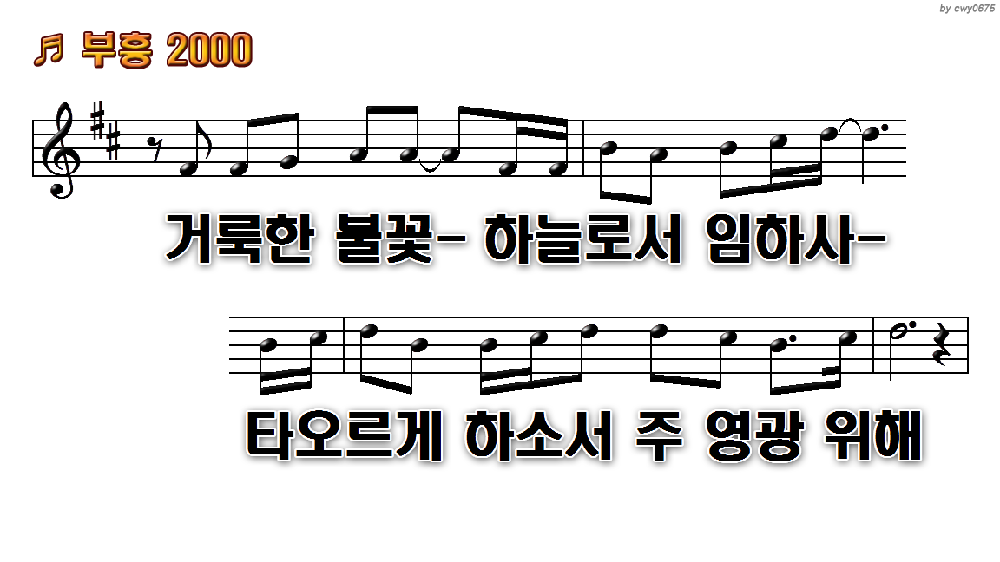 by cwy0675
♬ 부흥 2000
거룩한 불꽃- 하늘로서 임하사-
타오르게 하소서 주 영광 위해